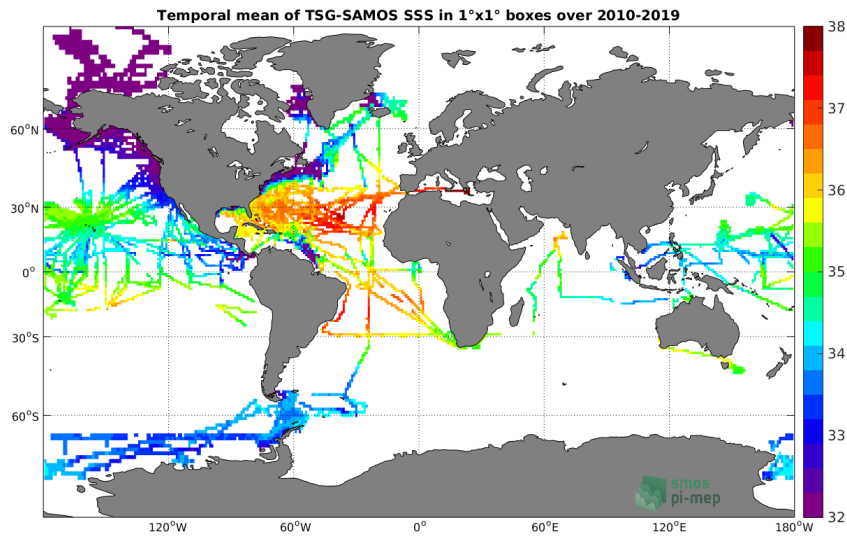 Temporal mean of TSG-SAMOS SSS in 1°x1° boxes over 2010-2019
38
37
36
35
34
33
32
60°N
30°N
0°
30°S
60°S
120°W
60°W
0°
60°E
120°E
180°W
smos
pi-mep